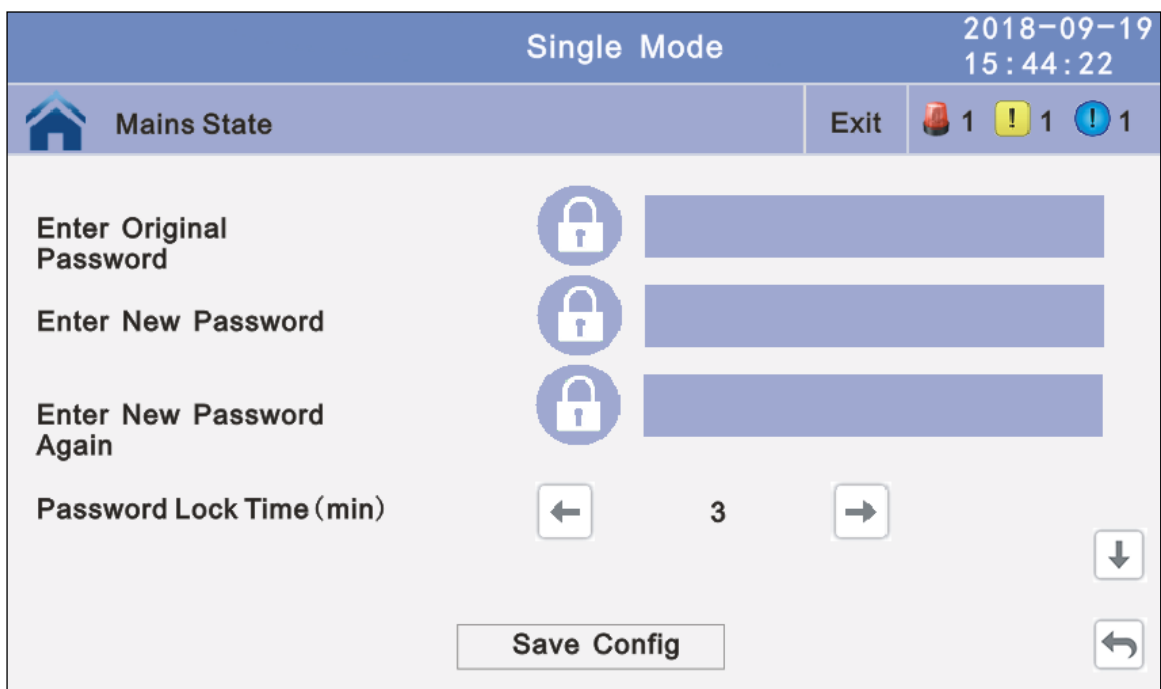 Single Mode
2018-09-19
15:44:22
Mains State
Exit
1
! 1
! 1
Enter Original
Password
Enter New Password
Enter New Password
Again
Password Lock Time(min)
3
Save Config